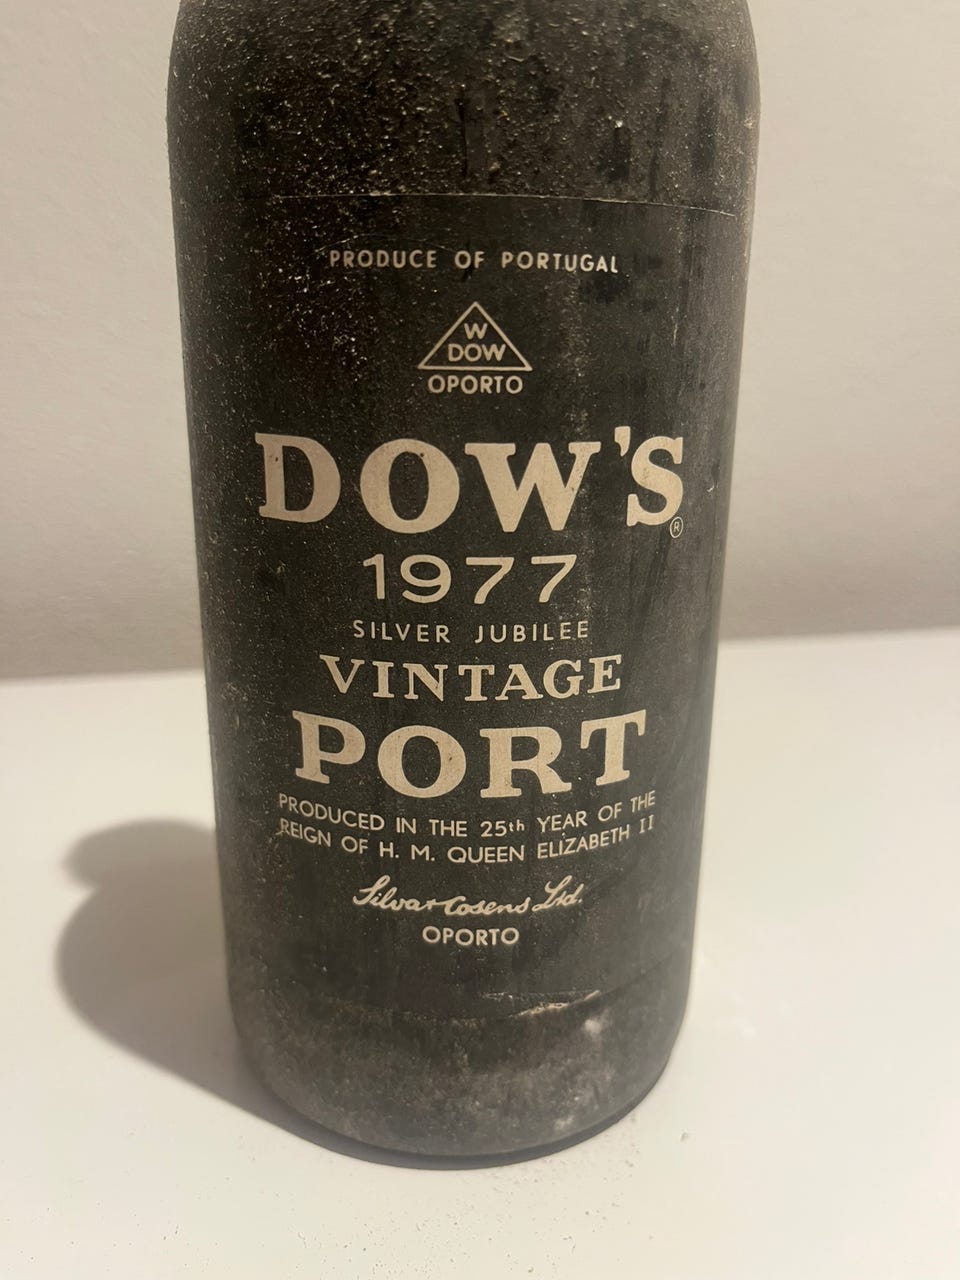 PRODUCE OF PORTUGAL
W
DOW
OPORTO
DOW'S
®
1977
SILVER JUBILEE
VINTAGE
PORT
PRODUCED IN THE 25th YEAR OF THE
REIGN OF H. M. QUEEN ELIZABETH II
Silva & Cosens Ltd.
OPORTO